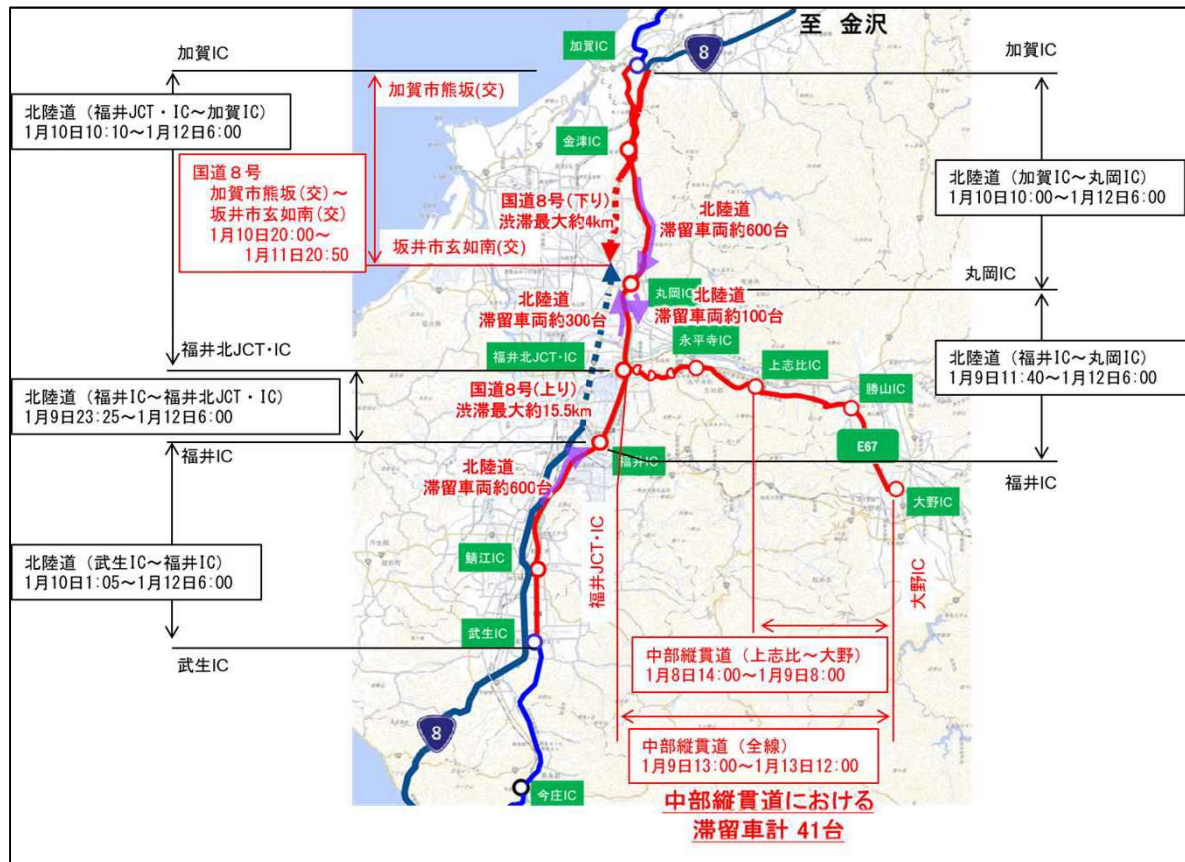 至 金沢
8
加賀IC
加賀IC
加賀IC
加賀市熊坂(交)
北陸道（福井JCT・IC～加賀IC）
1月10日10:10～1月12日6:00
金津IC
国道８号
加賀市熊坂(交)～
坂井市玄如南(交)
1月10日20:00～
1月11日20:50
国道8号(下り)
渋滞最大約4km
北陸道
滞留車両約600台
北陸道（加賀IC～丸岡IC）
1月10日10:00～1月12日6:00
坂井市玄如南(交)
丸岡IC
丸岡IC
北陸道
滞留車両約300台
北陸道
滞留車両約100台
永平寺IC
福井北JCT・IC
福井北JCT・IC
上志比IC
北陸道（福井IC～丸岡IC）
1月9日11:40～1月12日6:00
北陸道（福井IC～福井北JCT・IC）
1月9日23:25～1月12日6:00
国道8号(上り)
渋滞最大約15.5km
勝山IC
E67
福井IC
福井IC
福井IC
北陸道
滞留車両約600台
大野IC
北陸道（武生IC～福井IC）
1月10日1:05～1月12日6:00
鯖江IC
福井JCT・IC
大野IC
武生IC
武生IC
中部縦貫道（上志比～大野）
1月8日14:00～1月9日8:00
8
中部縦貫道（全線）
1月9日13:00～1月13日12:00
今庄IC
中部縦貫道における
滞留車計 41台